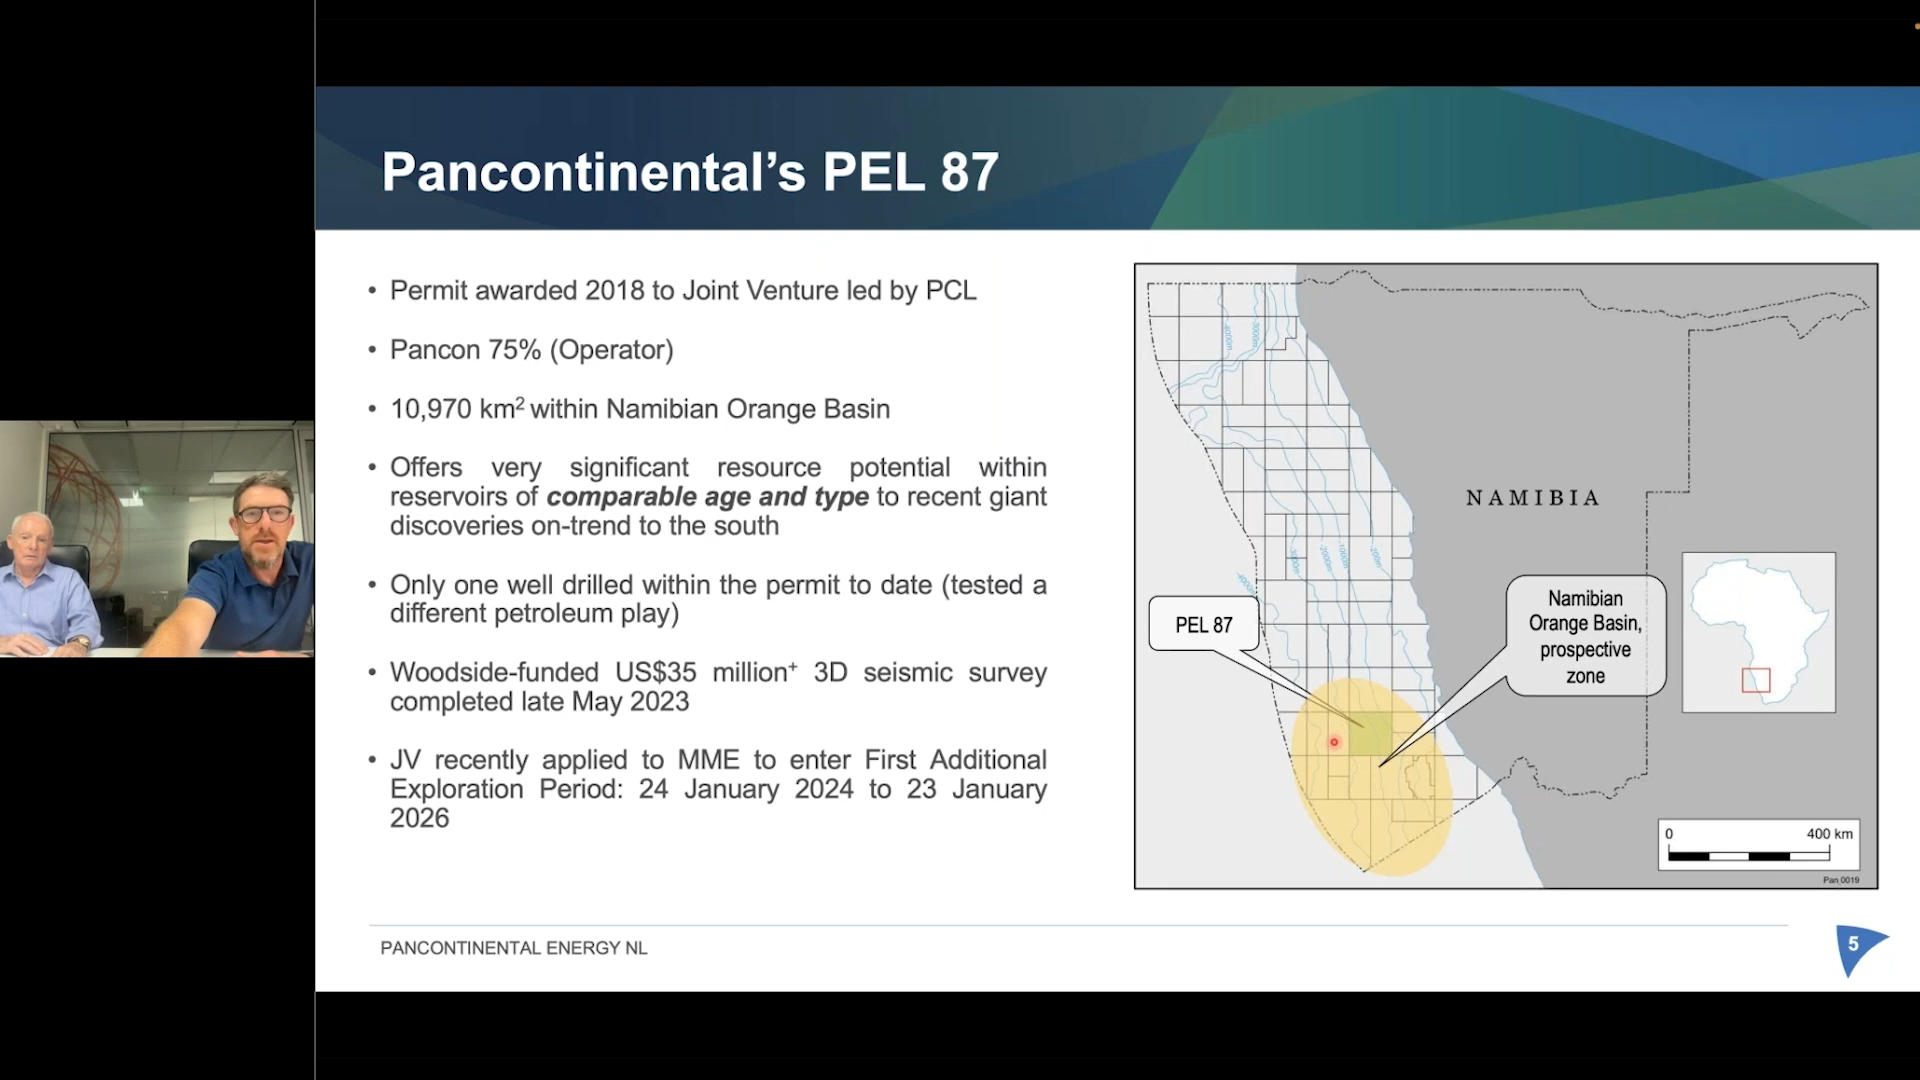 Pancontinental's PEL 87
• Permit awarded 2018 to Joint Venture led by PCL
• Pancon 75% (Operator)
• 10,970 km² within Namibian Orange Basin
• Offers very significant resource potential within
reservoirs of comparable age and type to recent giant
discoveries on-trend to the south
• Only one well drilled within the permit to date (tested a
different petroleum play)
• Woodside-funded US$35 million⁺ 3D seismic survey
completed late May 2023
• JV recently applied to MME to enter First Additional
Exploration Period: 24 January 2024 to 23 January
2026
NAMIBIA
PEL 87
Namibian
Orange Basin,
prospective
zone
0 400 km
Pan 0019
PANCONTINENTAL ENERGY NL
5